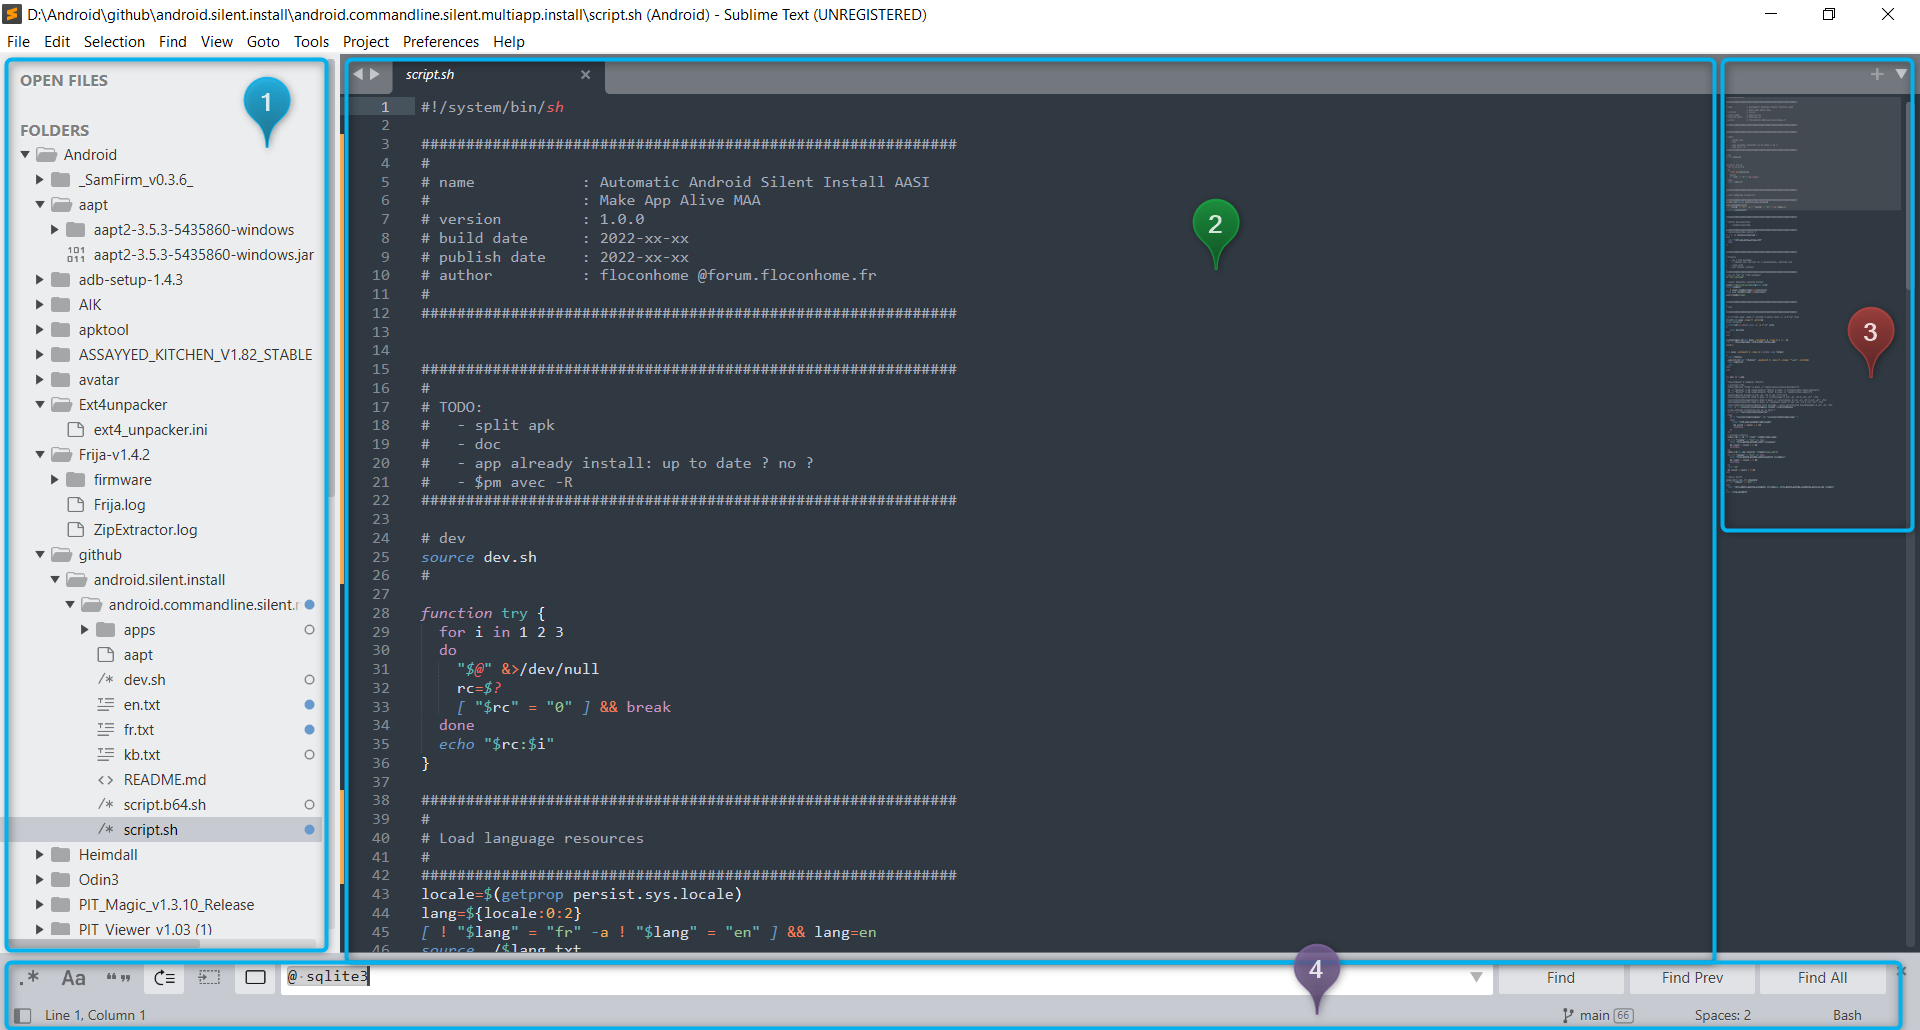 D:\Android\github\android.silent.install\android.commandline.silent.multiapp.install\script.sh (Android) - Sublime Text (UNREGISTERED)
File Edit Selection Find View Goto Tools Project Preferences Help
OPEN FILES
1
FOLDERS
Android
_SamFirm_v0.3.6_
aapt
aapt2-3.5.3-5435860-windows
101 011 aapt2-3.5.3-5435860-windows.jar
adb-setup-1.4.3
AIK
apktool
ASSAYYED_KITCHEN_V1.82_STABLE
avatar
Ext4unpacker
ext4_unpacker.ini
Frija-v1.4.2
firmware
Frija.log
ZipExtractor.log
github
android.silent.install
android.commandline.silent.r
apps
aapt
/* dev.sh
en.txt
fr.txt
kb.txt
<> README.md
/* script.b64.sh
/* script.sh
Heimdall
Odin3
PIT_Magic_v1.3.10_Release
PIT_Viewer_v1.03 (1)
script.sh ×
1 #!/system/bin/sh
2
3 ############################################################
4 #
5 # name            : Automatic Android Silent Install AASI
6 #                 : Make App Alive MAA
7 # version         : 1.0.0
8 # build date      : 2022-xx-xx
9 # publish date    : 2022-xx-xx
10 # author          : floconhome @forum.floconhome.fr
11 #
12 ############################################################
13
14
15 ############################################################
16 #
17 # TODO:
18 #   - split apk
19 #   - doc
20 #   - app already install: up to date ? no ?
21 #   - $pm avec -R
22 ############################################################
23
24 # dev
25 source dev.sh
26 #
27
28 function try {
29   for i in 1 2 3
30   do
31     "$@" &>/dev/null
32     rc=$?
33     [ "$rc" = "0" ] && break
34   done
35   echo "$rc:$i"
36 }
37
38 ############################################################
39 #
40 # Load language resources
41 #
42 ############################################################
43 locale=$(getprop persist.sys.locale)
44 lang=${locale:0:2}
45 [ ! "$lang" = "fr" -a ! "$lang" = "en" ] && lang=en
46 source ./$lang.txt
2
3
4
.* Aa “” @ sqlite3 Find Find Prev Find All
Line 1, Column 1 main 66 Spaces: 2 Bash